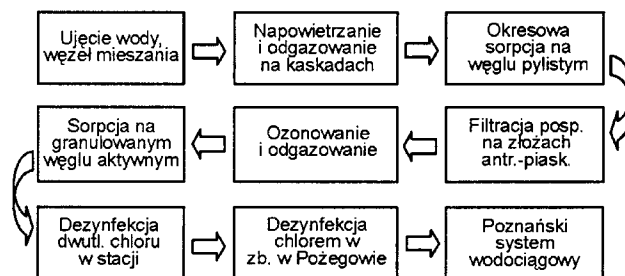 Ujęcie wody,
węzeł mieszania
Napowietrzanie
i odgazowanie
na kaskadach
Okresowa
sorpcja na
węglu pylistym
Filtracja posp.
na złożach
antr.-piask.
Ozonowanie
i odgazowanie
Sorpcja na
granulowanym
węglu aktywnym
Dezynfekcja
dwutl. chloru
w stacji
Dezynfekcja
chlorem w
zb. w Pożegowie
Poznański
system
wodociągowy